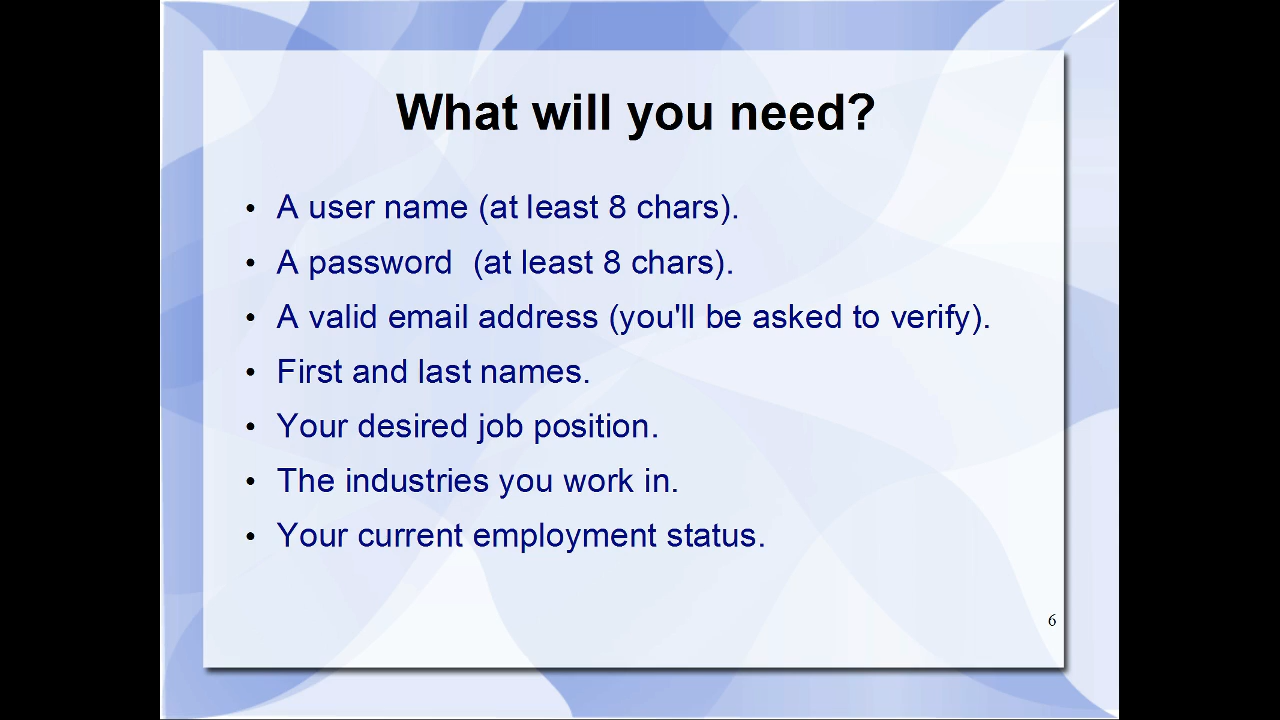 What will you need?
• A user name (at least 8 chars).
• A password  (at least 8 chars).
• A valid email address (you'll be asked to verify).
• First and last names.
• Your desired job position.
• The industries you work in.
• Your current employment status.
6